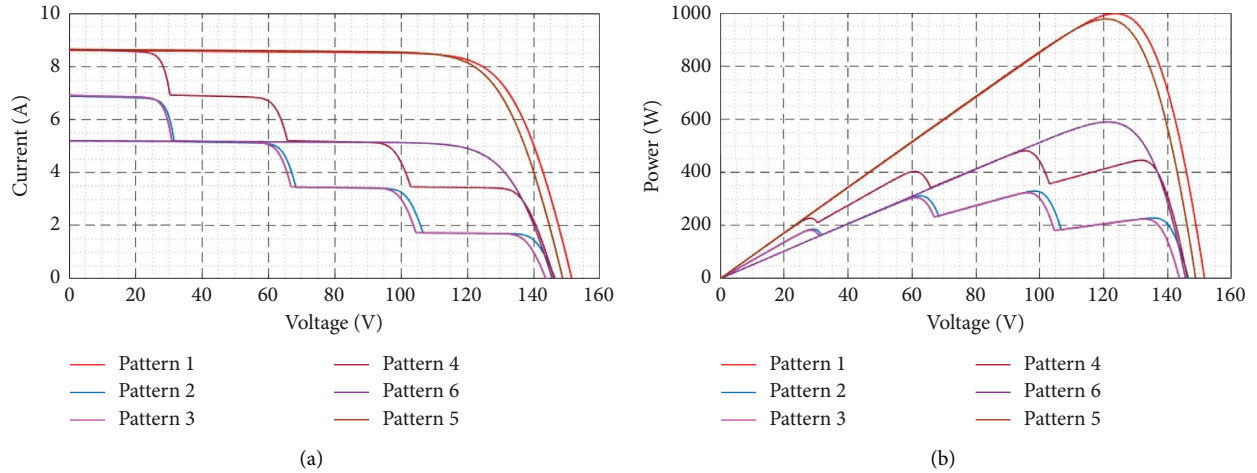 10
8
6
4
2
0
Current (A)
0 20 40 60 80 100 120 140 160
Voltage (V)
Pattern 1
Pattern 2
Pattern 3
Pattern 4
Pattern 6
Pattern 5
(a)
1000
800
600
400
200
0
Power (W)
0 20 40 60 80 100 120 140 160
Voltage (V)
Pattern 1
Pattern 2
Pattern 3
Pattern 4
Pattern 6
Pattern 5
(b)